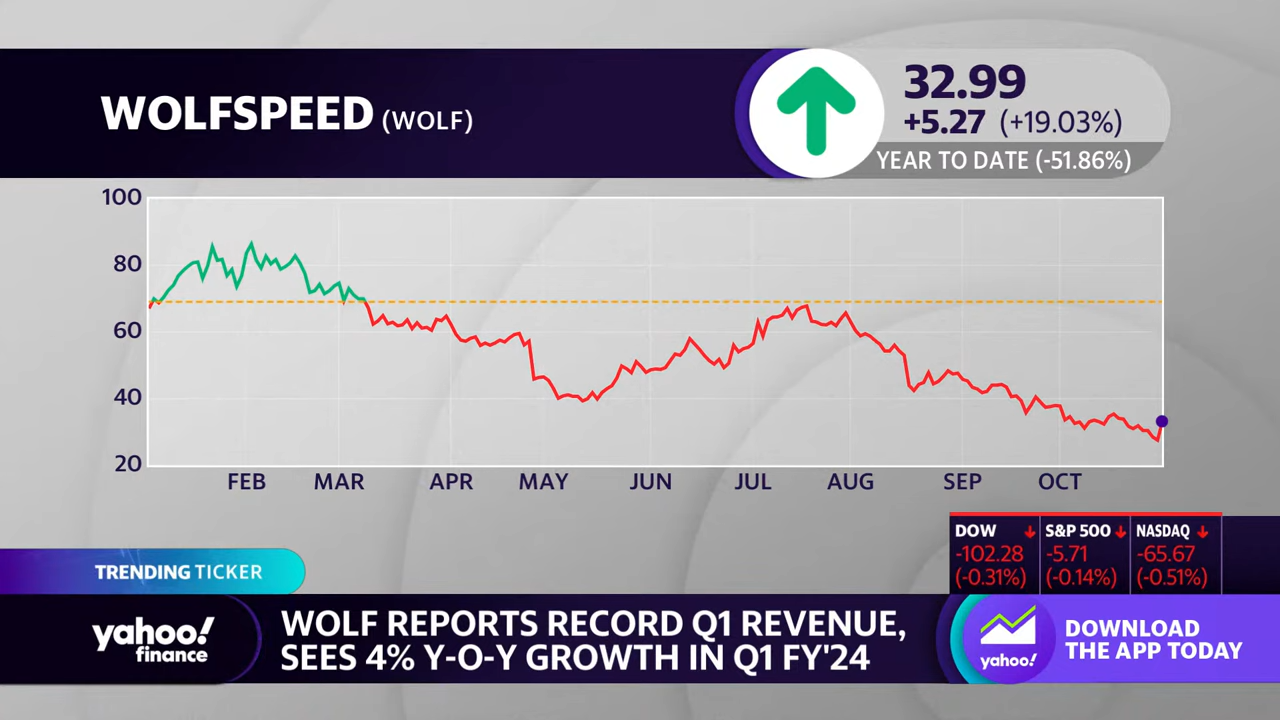 WOLFSPEED (WOLF)
32.99
+5.27 (+19.03%)
YEAR TO DATE (-51.86%)
100
80
60
40
20
FEB MAR APR MAY JUN JUL AUG SEP OCT
DOW S&P 500 NASDAQ
-102.28 -5.71 -65.67
(-0.31%) (-0.14%) (-0.51%)
TRENDING TICKER
yahoo!
finance
WOLF REPORTS RECORD Q1 REVENUE,
SEES 4% Y-O-Y GROWTH IN Q1 FY'24
yahoo!
DOWNLOAD
THE APP TODAY